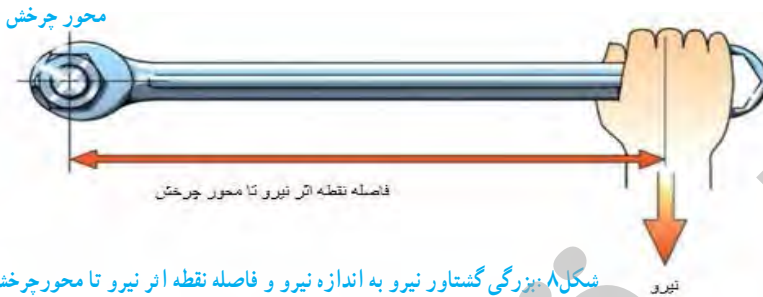 محور چرخش
فاصله نقطه اثر نیرو تا محور چرخش
نیرو
شکل۸ :بزرگی گشتاور نیرو به اندازه نیرو و فاصله نقطه اثر نیرو تا محورچرخش